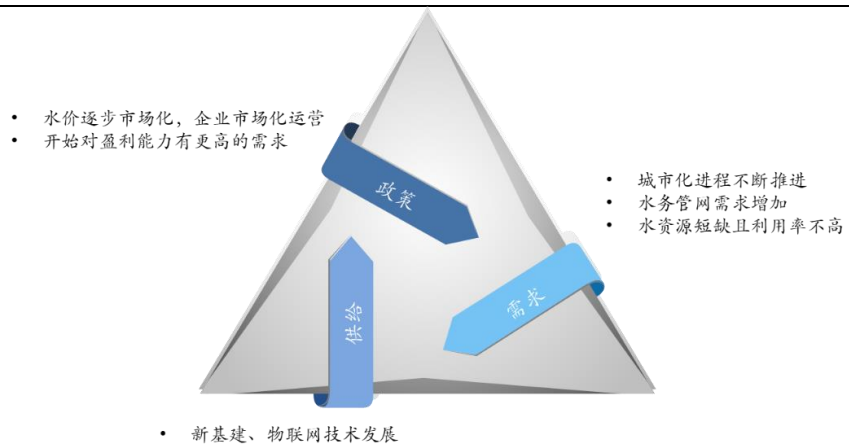 • 水价逐步市场化，企业市场化运营
• 开始对盈利能力有更高的需求
政策
• 城市化进程不断推进
• 水务管网需求增加
• 水资源短缺且利用率不高
需求
供给
• 新基建、物联网技术发展